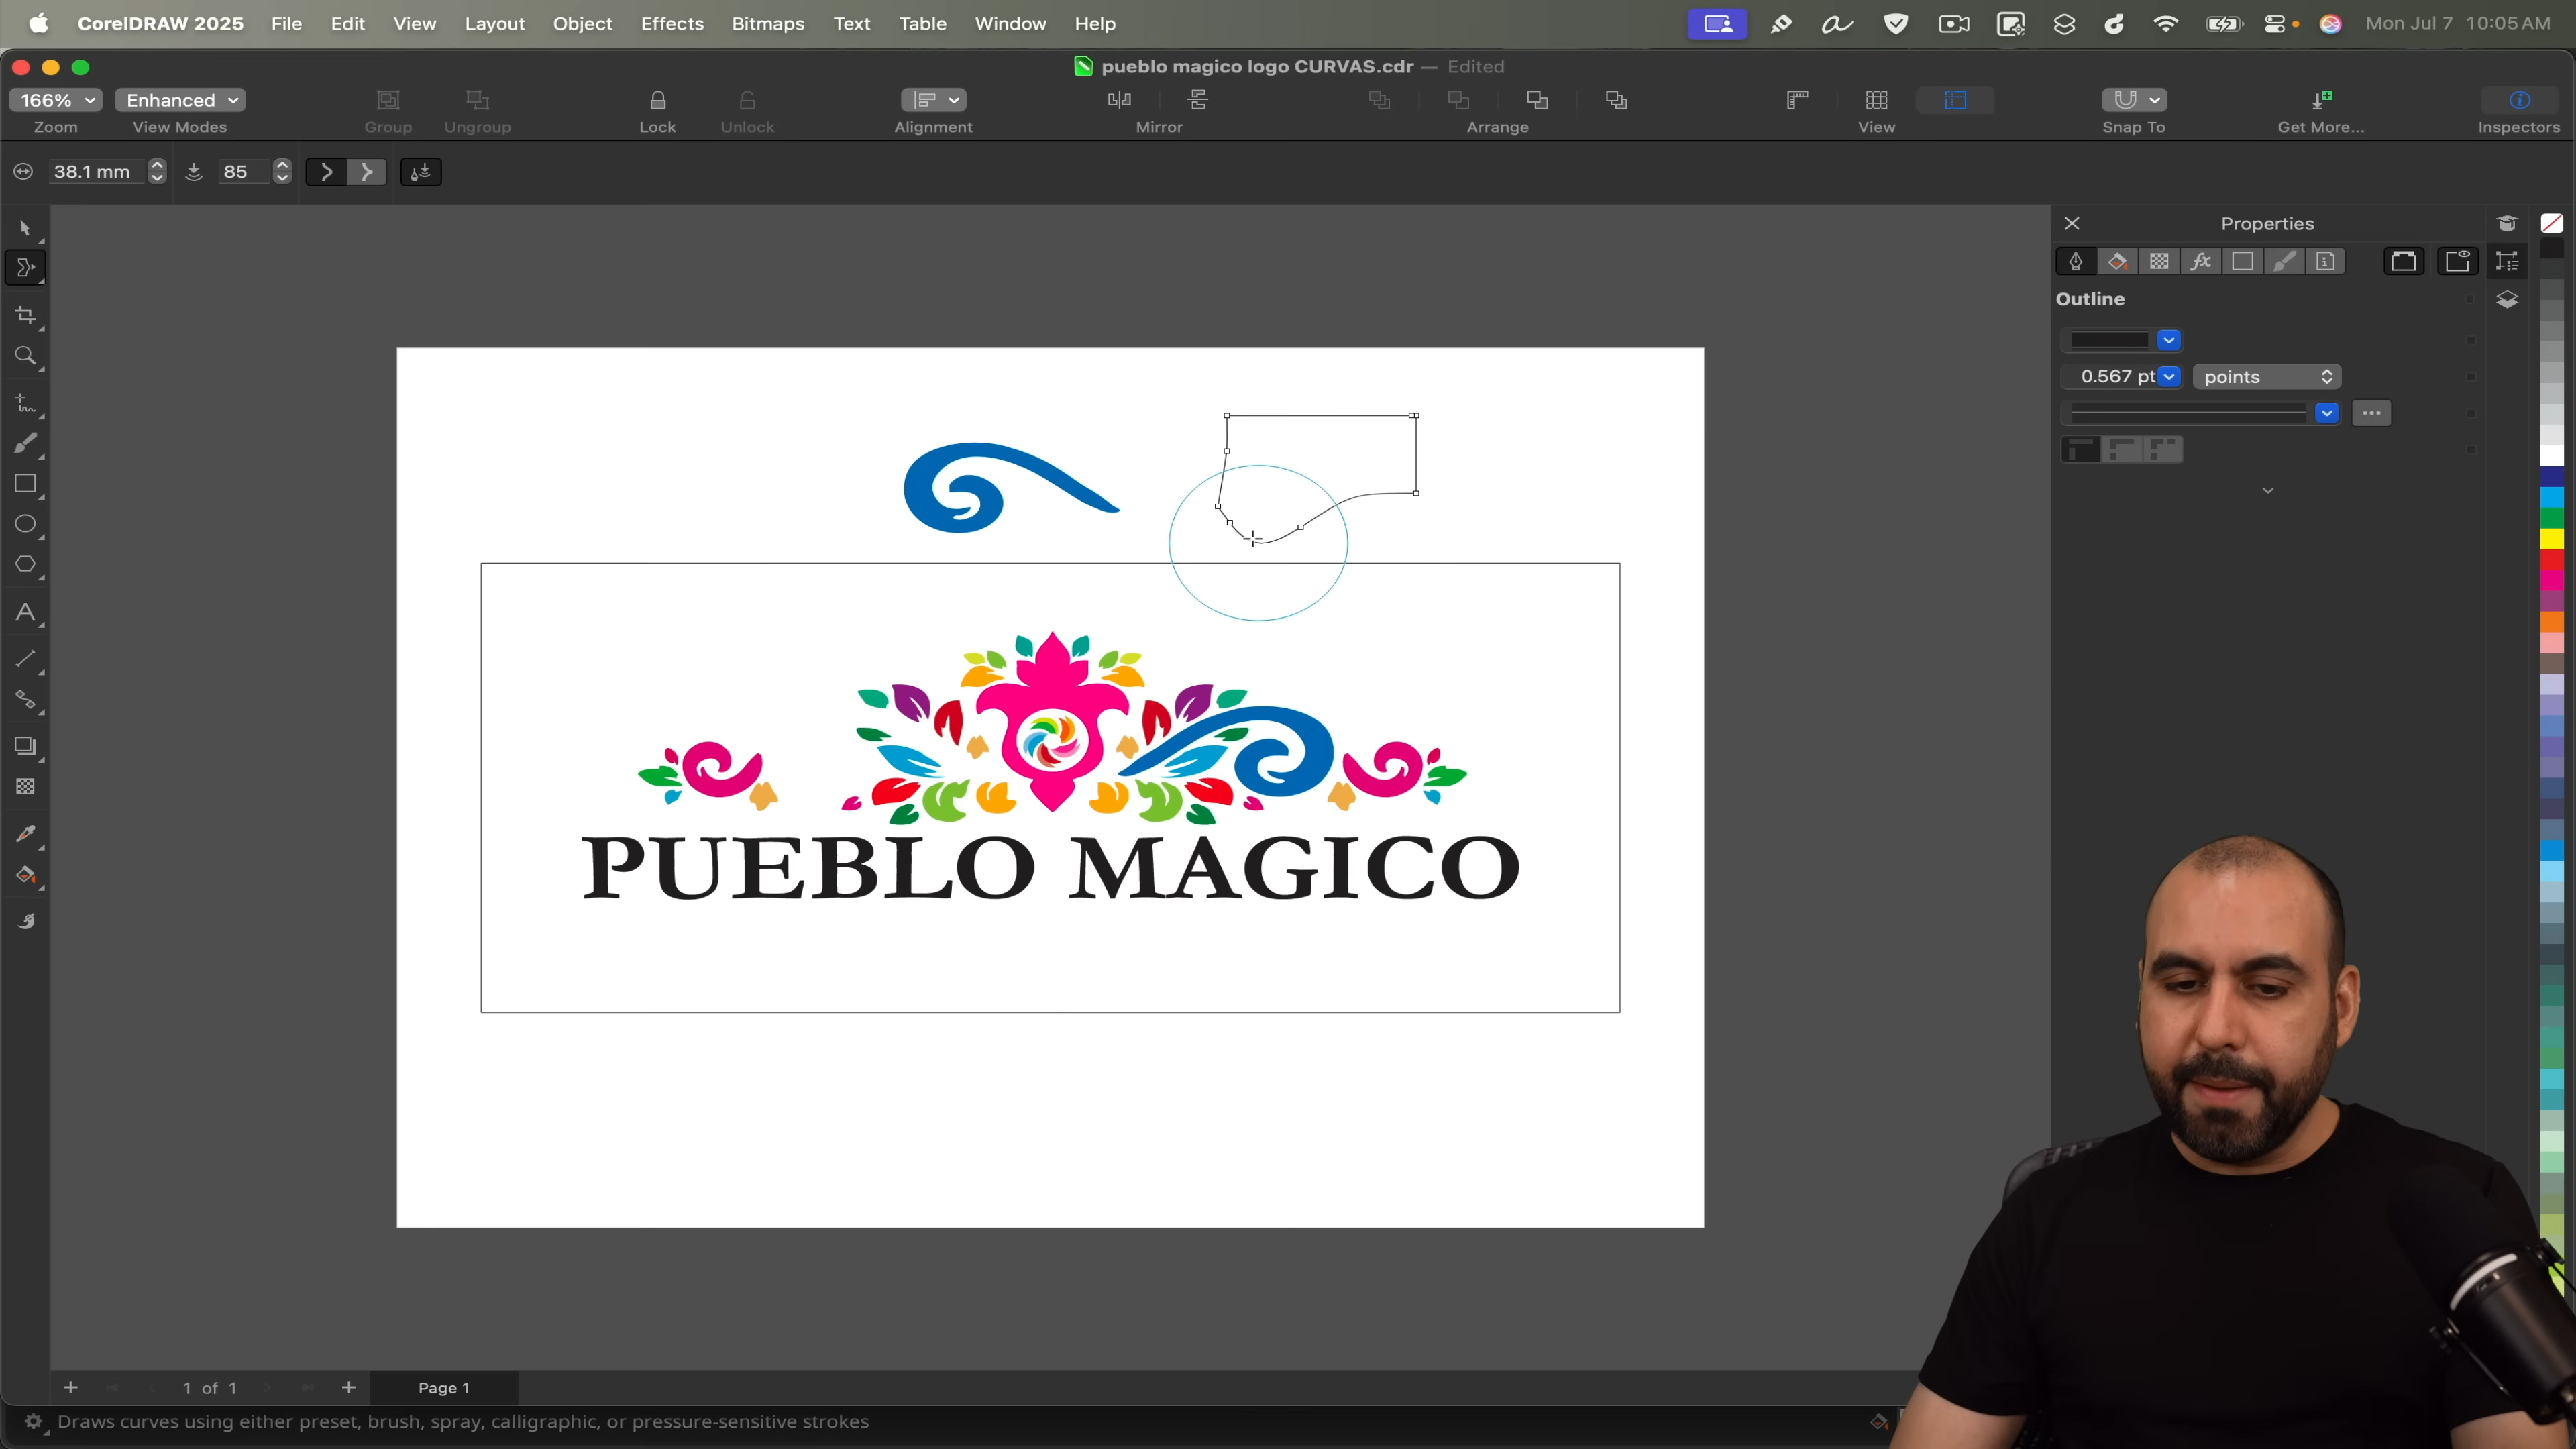 CorelDRAW 2025 File Edit View Layout Object Effects Bitmaps Text Table Window Help Mon Jul 7 10:05 AM
pueblo magico logo CURVAS.cdr — Edited
166% Enhanced
Zoom View Modes Group Ungroup Lock Unlock Alignment Mirror Arrange View Snap To Get More... Inspectors
38.1 mm 85
Properties
fx
Outline
0.567 pt points
A
PUEBLO MAGICO
1 of 1 Page 1
Draws curves using either preset, brush, spray, calligraphic, or pressure-sensitive strokes